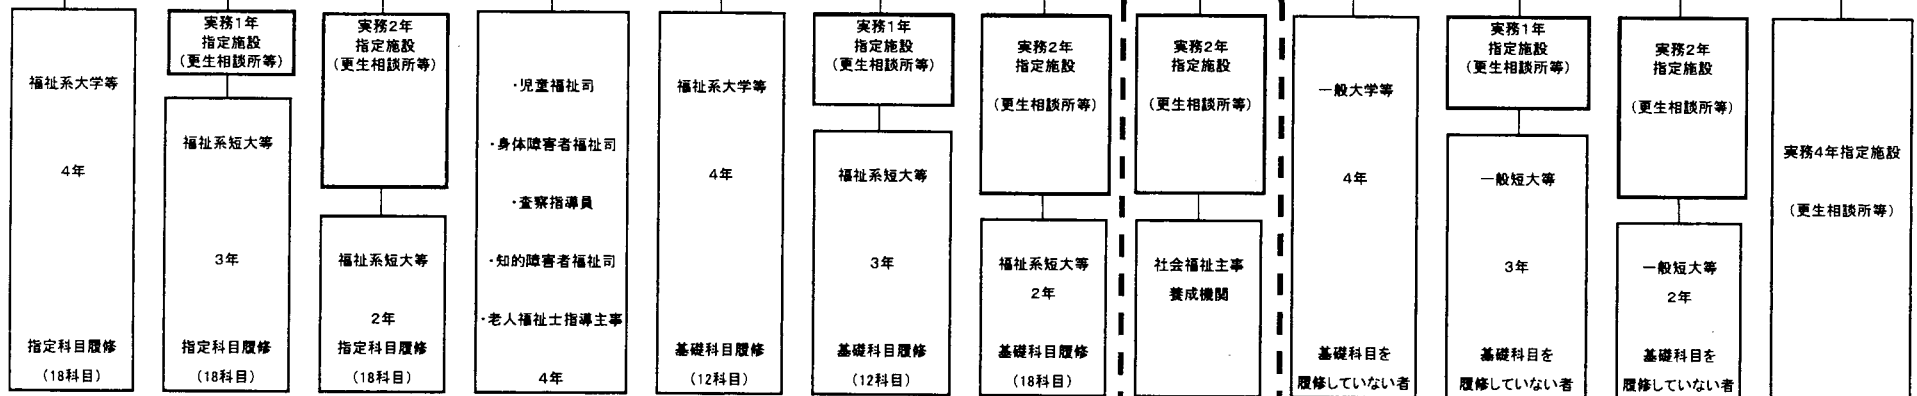 福祉系大学等
4年
指定科目履修
(18科目)
実務1年
指定施設
(更生相談所等)
福祉系短大等
3年
指定科目履修
(18科目)
実務2年
指定施設
(更生相談所等)
福祉系短大等
2年
指定科目履修
(18科目)
・児童福祉司
・身体障害者福祉司
・査察指導員
・知的障害者福祉司
・老人福祉士指導主事
4年
福祉系大学等
4年
基礎科目履修
(12科目)
実務1年
指定施設
(更生相談所等)
福祉系短大等
3年
基礎科目履修
(12科目)
実務2年
指定施設
(更生相談所等)
福祉系短大等
2年
基礎科目履修
(18科目)
実務2年
指定施設
(更生相談所等)
社会福祉主事
養成機関
一般大学等
4年
基礎科目を
履修していない者
実務1年
指定施設
(更生相談所等)
一般短大等
3年
基礎科目を
履修していない者
実務2年
指定施設
(更生相談所等)
一般短大等
2年
基礎科目を
履修していない者
実務4年指定施設
(更生相談所等)